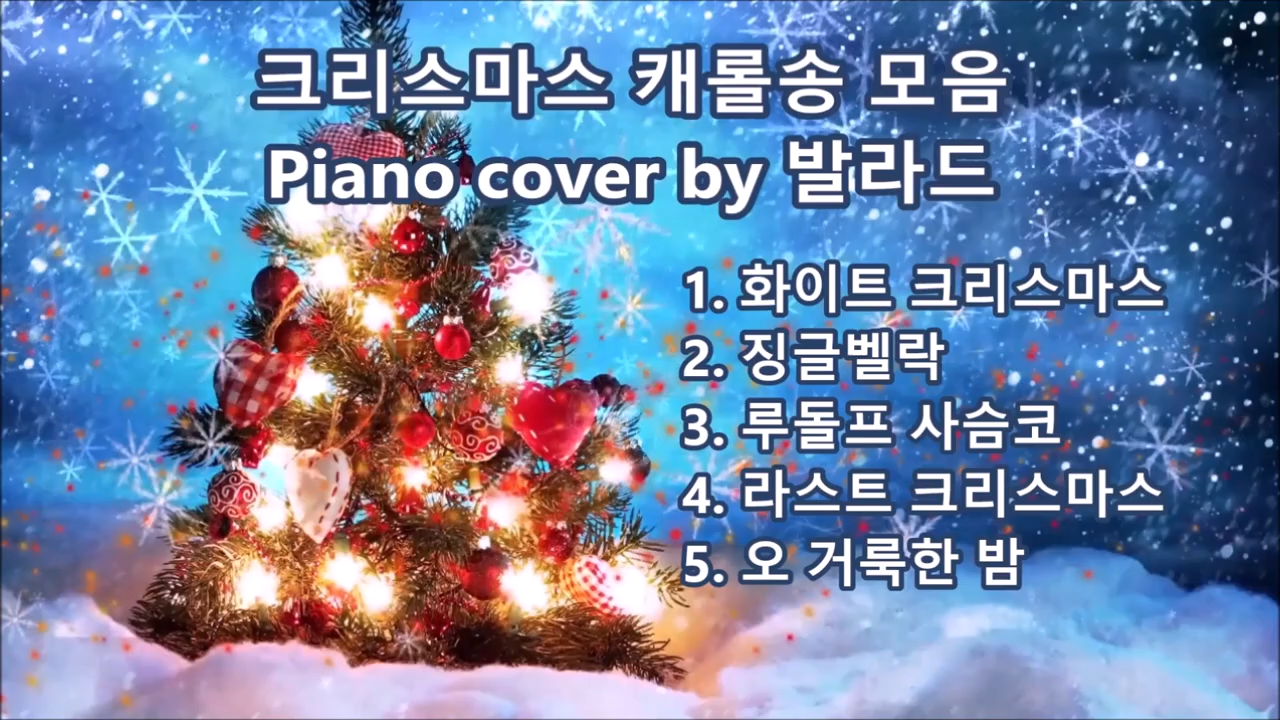 크리스마스 캐롤송 모음
Piano cover by 발라드
1. 화이트 크리스마스
2. 징글벨락
3. 루돌프 사슴코
4. 라스트 크리스마스
5. 오 거룩한 밤